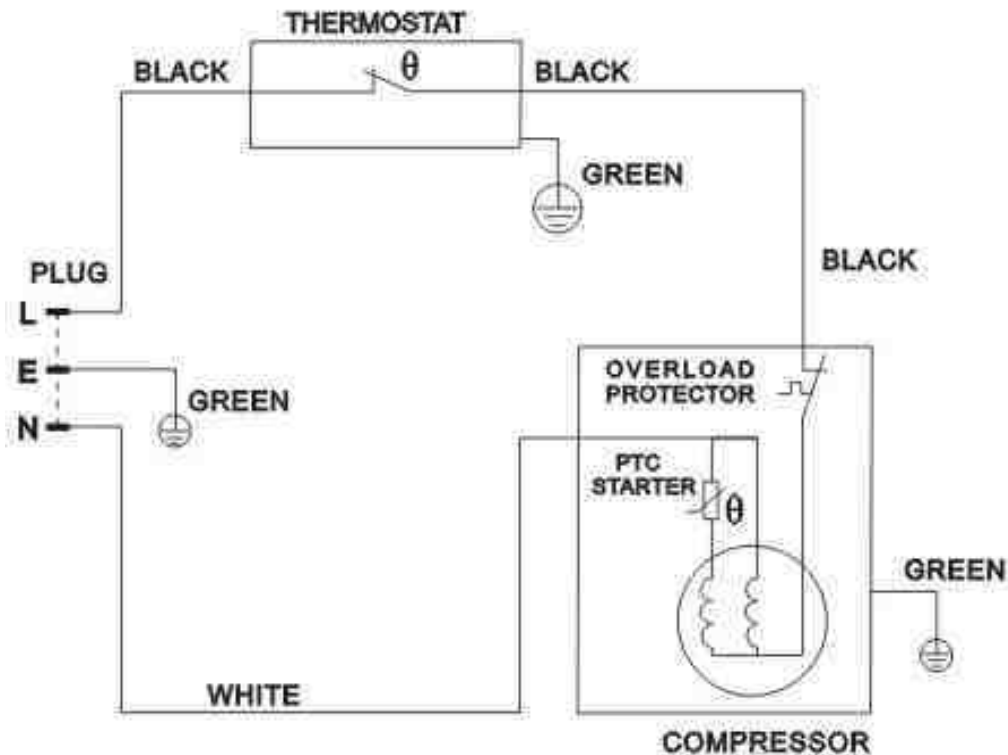 THERMOSTAT
BLACK
θ
BLACK
GREEN
BLACK
PLUG
L
E
GREEN
N
OVERLOAD
PROTECTOR
PTC
STARTER
θ
GREEN
WHITE
COMPRESSOR